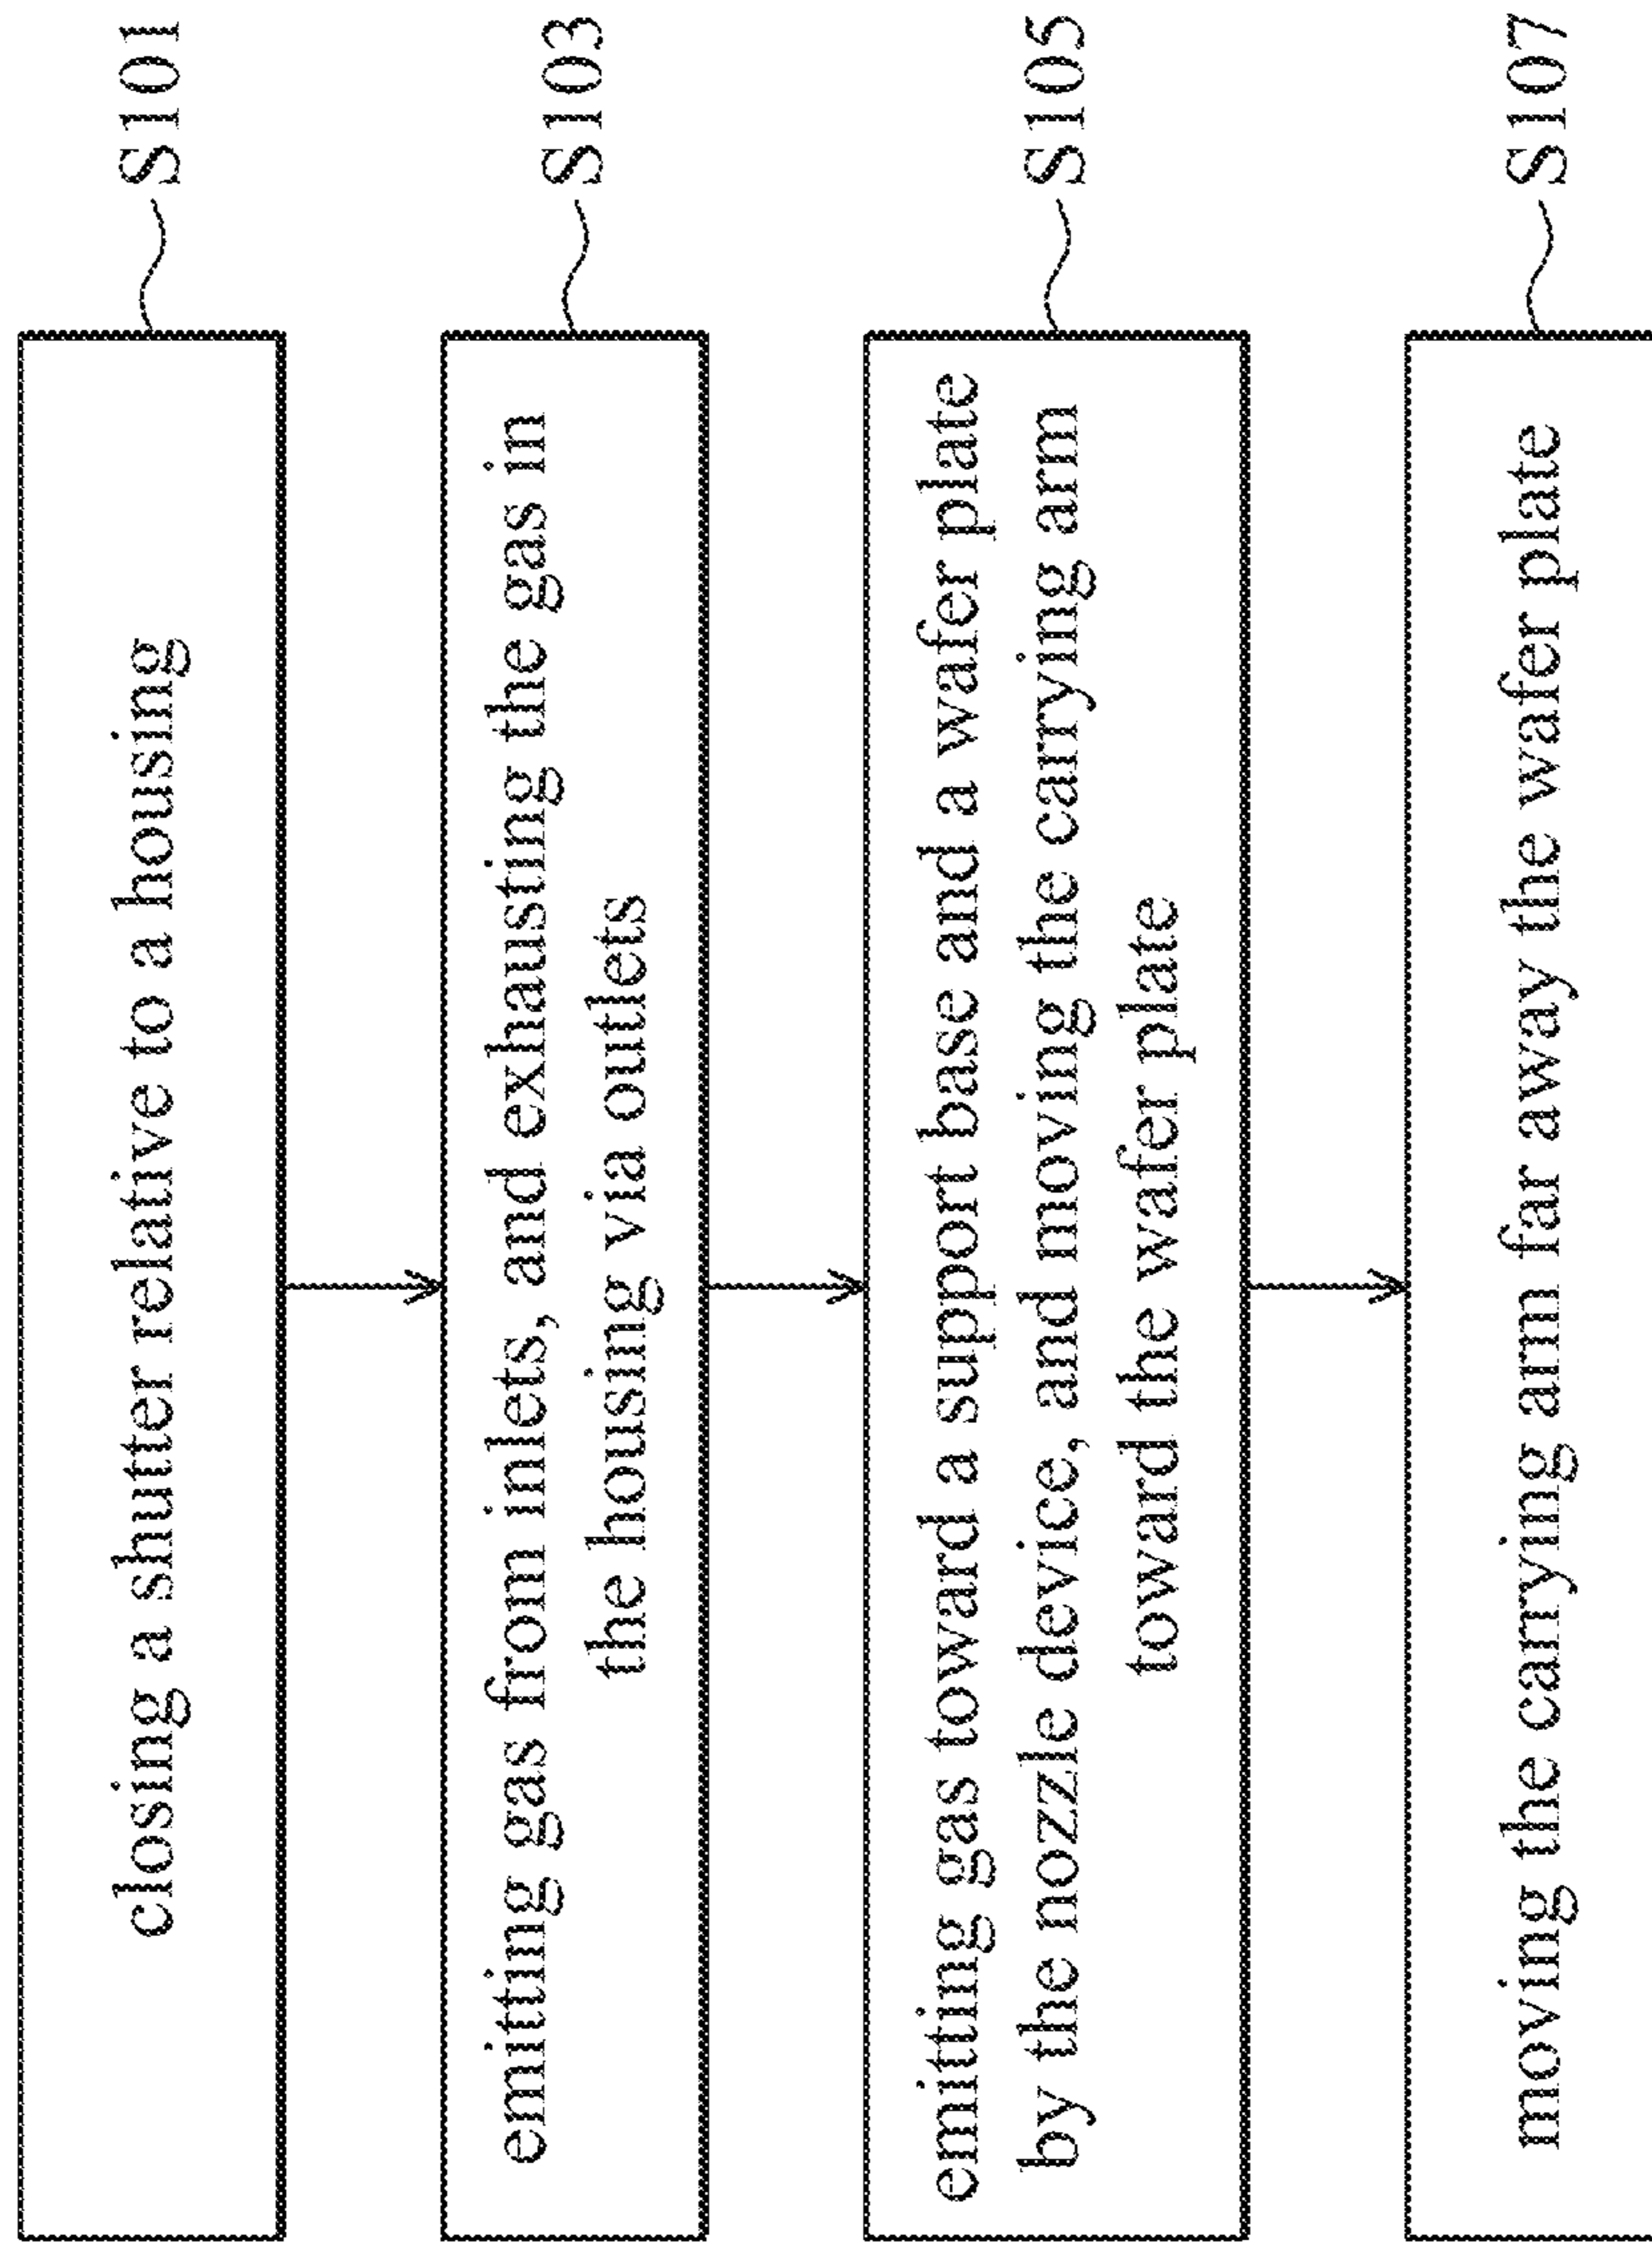 closing a shutter relative to a housing
S101
emitting gas from inlets, and exhausting the gas in
the housing via outlets
S103
emitting gas toward a support base and a wafer plate
by the nozzle device, and moving the carrying arm
toward the wafer plate
S105
moving the carrying arm far away the wafer plate
S107